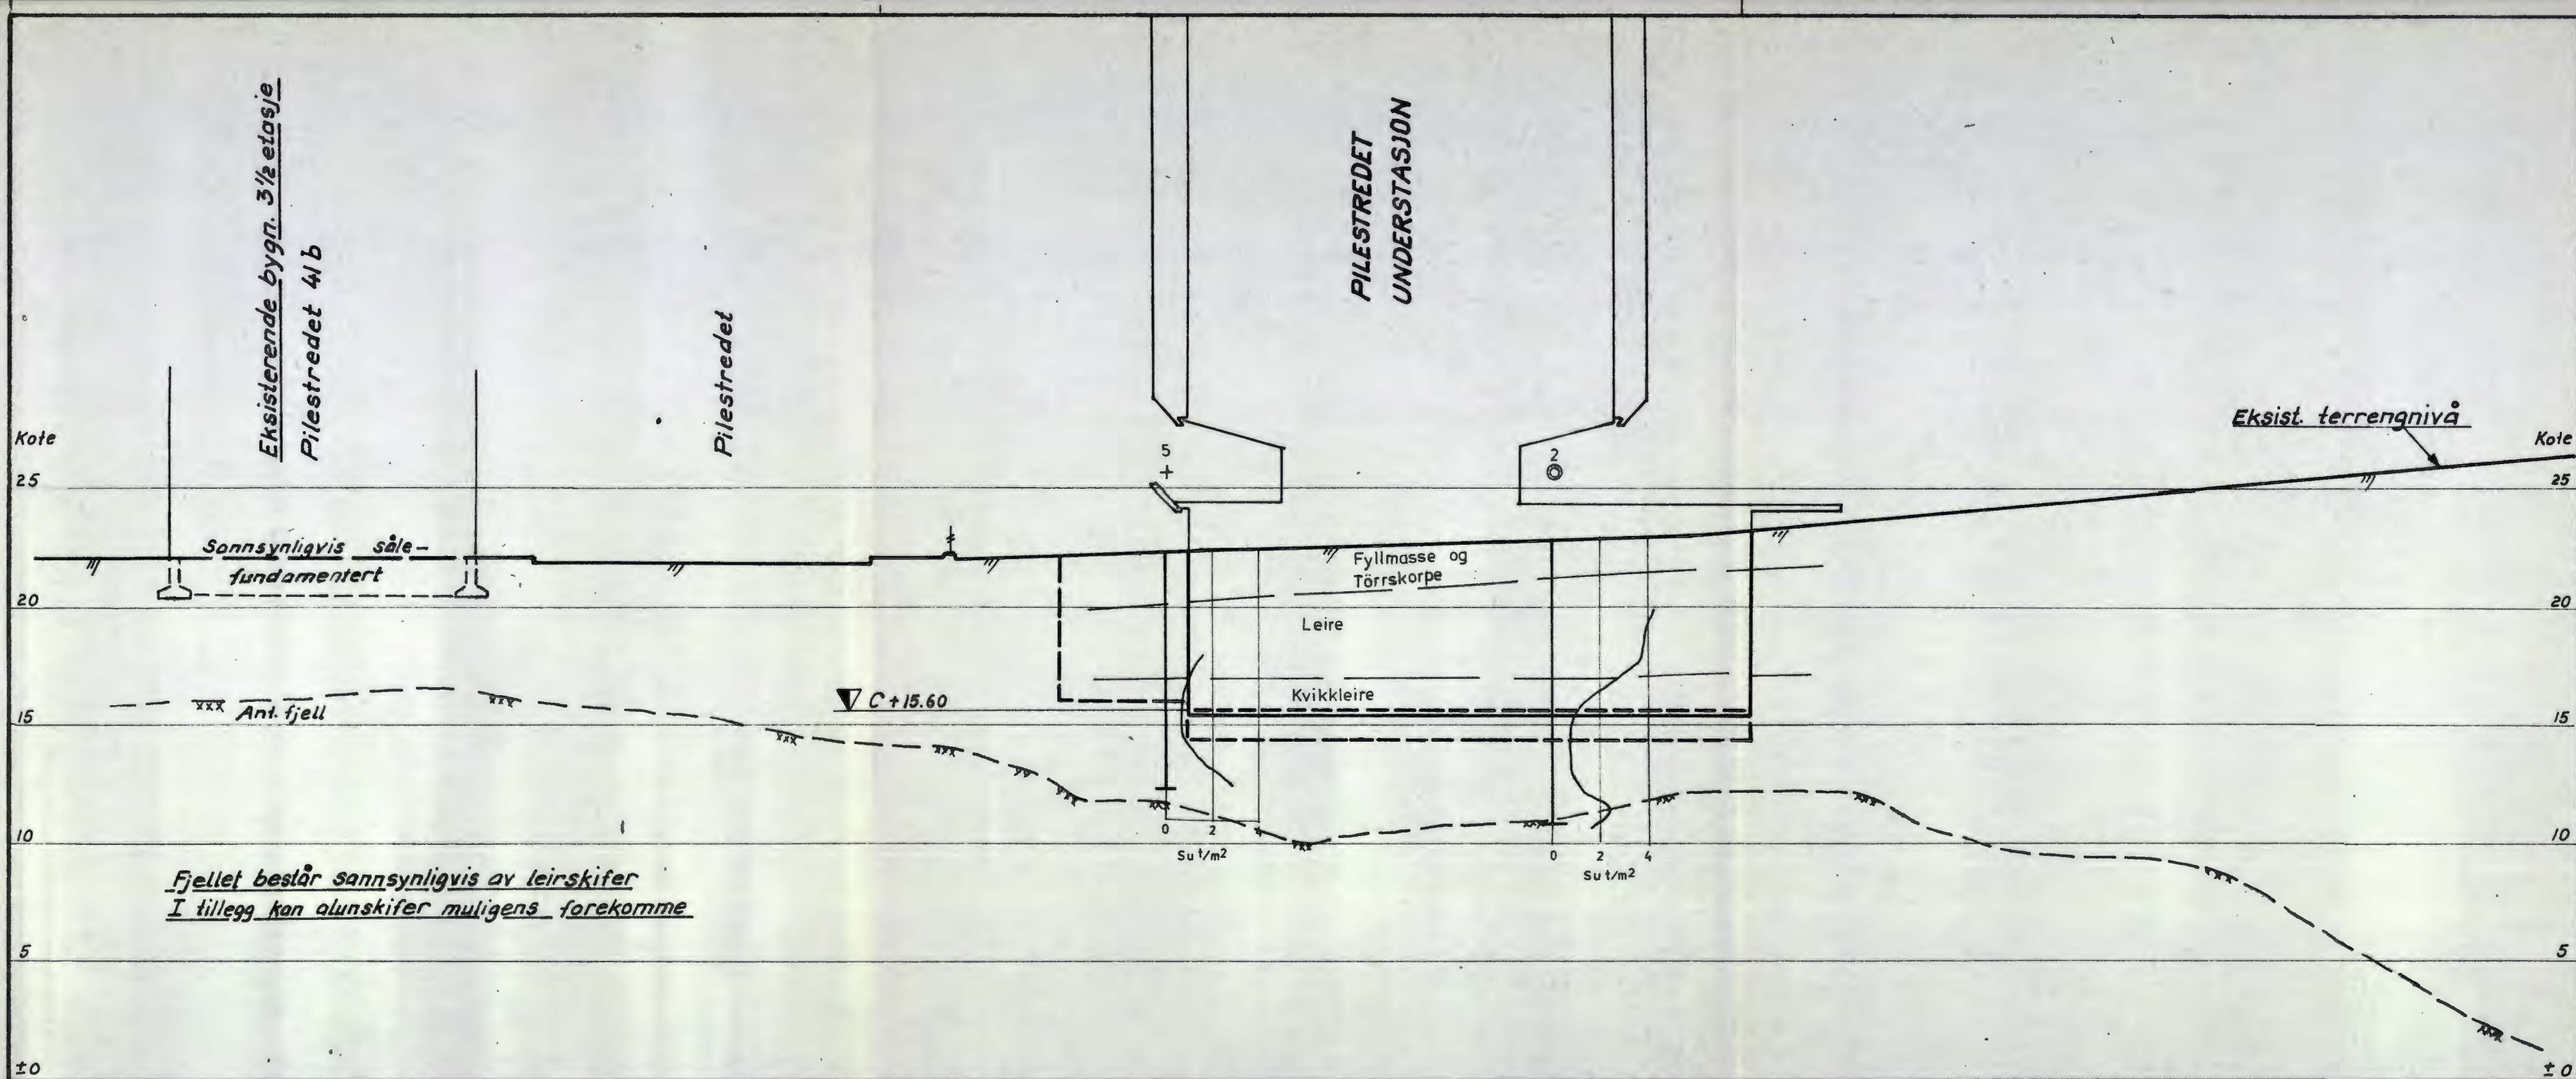 Eksisterende bygn. 3½ etasje
Pilestredet 41b
Pilestredet
PILESTREDET
UNDERSTASJON
Eksist. terrengnivå
Kote
Kote
5
2
25
25
Sannsynligvis såle-
fundamentert
Fyllmasse og
Törrskorpe
20
20
Leire
Kvikkleire
C+15.60
Ant. fjell
15
15
0 2 4
Su t/m²
0 2 4
Su t/m²
10
10
Fjellet består sannsynligvis av leirskifer
I tillegg kan alunskifer muligens forekomme
5
5
±0
±0